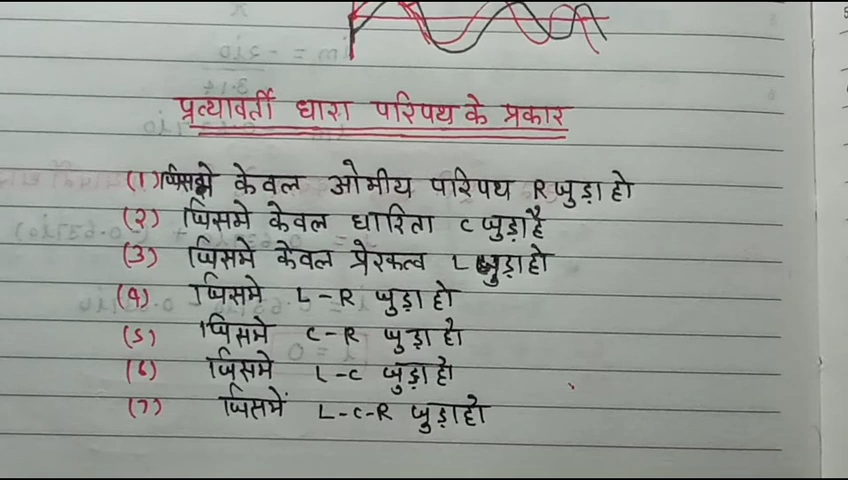 प्रत्यावर्ती धारा परिपथ के प्रकार
(1) जिसमे केवल ओमीय परिपथ R जुड़ा हो
(2) जिसमे केवल धारिता C जुड़ा है
(3) जिसमे केवल प्रेरकत्व L जुड़ा हो
(4) जिसमे L-R जुड़ा हो
(5) जिसमे C-R जुड़ा हो
(6) जिसमे L-C जुड़ा हो
(7) जिसमें L-C-R जुड़ा हो